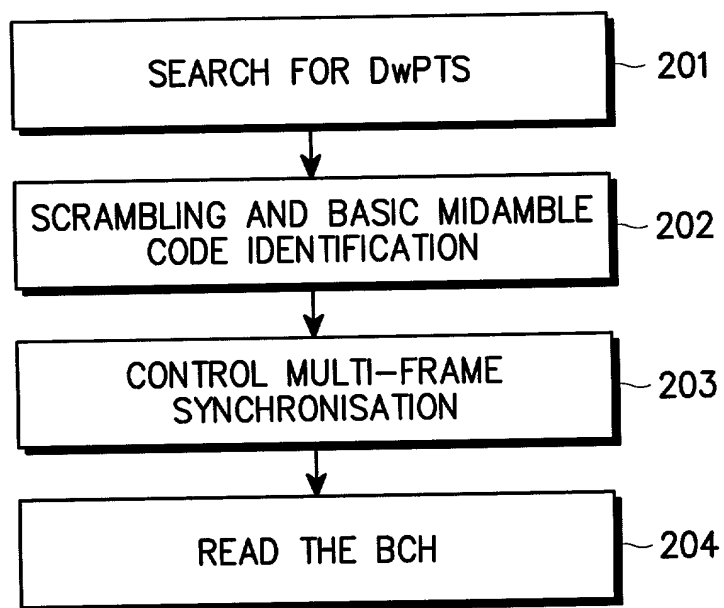 SEARCH FOR DwPTS
201
SCRAMBLING AND BASIC MIDAMBLE
CODE IDENTIFICATION
202
CONTROL MULTI-FRAME
SYNCHRONISATION
203
READ THE BCH
204